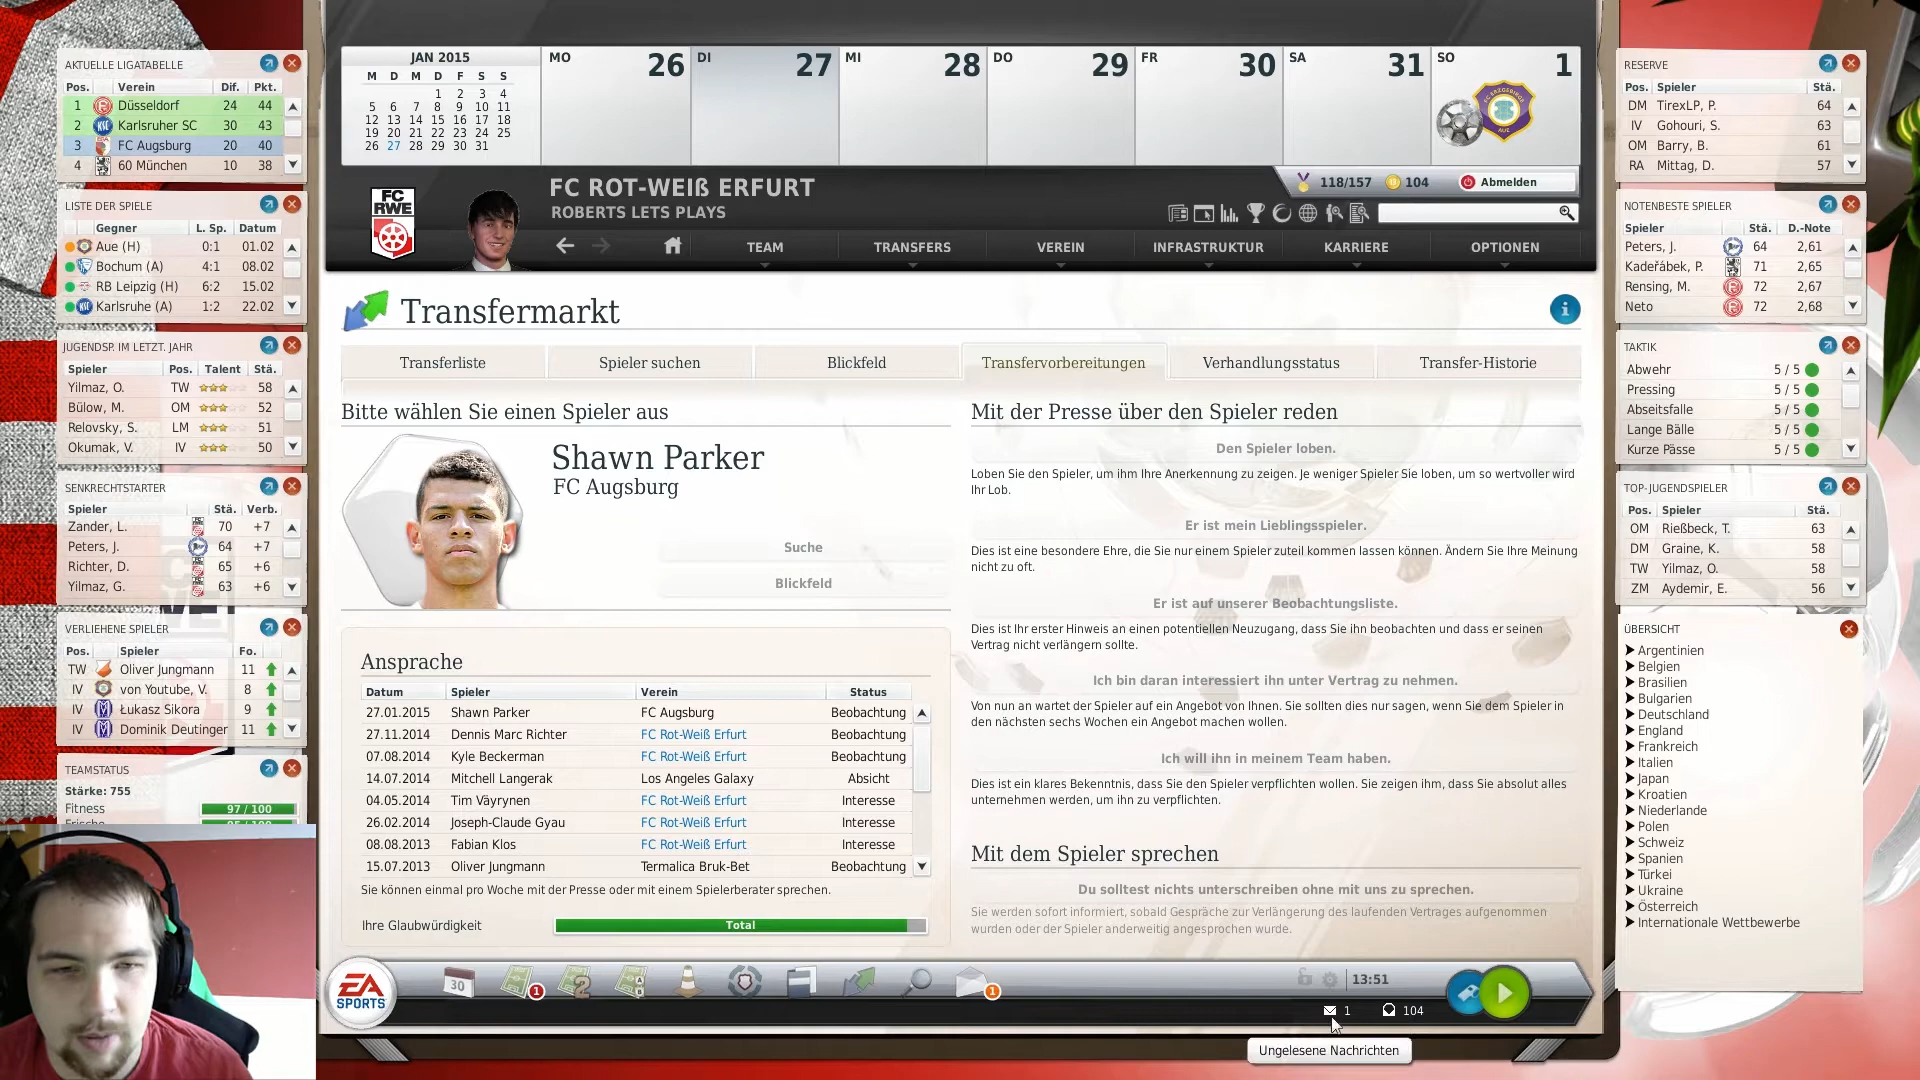 AKTUELLE LIGATABELLE
Pos. Verein Dif. Pkt.
1 Düsseldorf 24 44
2 Karlsruher SC 30 43
3 FC Augsburg 20 40
4 60 München 10 38
LISTE DER SPIELE
Gegner L. Sp. Datum
Aue (H) 0:1 01.02
Bochum (A) 4:1 08.02
RB Leipzig (H) 6:2 15.02
Karlsruhe (A) 1:2 22.02
JUGENDSP. IM LETZT. JAHR
Spieler Pos. Talent Stä.
Yilmaz, O. TW 58
Bülow, M. OM 52
Relovsky, S. LM 51
Okumak, V. IV 50
SENKRECHTSTARTER
Spieler Stä. Verb.
Zander, L. 70 +7
Peters, J. 64 +7
Richter, D. 65 +6
Yilmaz, G. 63 +6
VERLIEHENE SPIELER
Pos. Spieler Fo.
TW Oliver Jungmann 11
IV von Youtube, V. 8
IV Łukasz Sikora 9
IV Dominik Deutinger 11
TEAMSTATUS
Stärke: 755
Fitness 97 / 100
JAN 2015
M D M D F S S
1 2 3 4
5 6 7 8 9 10 11
12 13 14 15 16 17 18
19 20 21 22 23 24 25
26 27 28 29 30 31
MO 26 DI 27 MI 28 DO 29 FR 30 SA 31 SO 1
FC RWE
FC ROT-WEIß ERFURT
ROBERTS LETS PLAYS
118/157 104 Abmelden
TEAM TRANSFERS VEREIN INFRASTRUKTUR KARRIERE OPTIONEN
Transfermarkt
Transferliste Spieler suchen Blickfeld Transfervorbereitungen Verhandlungsstatus Transfer-Historie
Bitte wählen Sie einen Spieler aus
Shawn Parker
FC Augsburg
Suche
Blickfeld
Ansprache
Datum Spieler Verein Status
27.01.2015 Shawn Parker FC Augsburg Beobachtung
27.11.2014 Dennis Marc Richter FC Rot-Weiß Erfurt Beobachtung
07.08.2014 Kyle Beckerman FC Rot-Weiß Erfurt Beobachtung
14.07.2014 Mitchell Langerak Los Angeles Galaxy Absicht
04.05.2014 Tim Väyrynen FC Rot-Weiß Erfurt Interesse
26.02.2014 Joseph-Claude Gyau FC Rot-Weiß Erfurt Interesse
08.08.2013 Fabian Klos FC Rot-Weiß Erfurt Interesse
15.07.2013 Oliver Jungmann Termalica Bruk-Bet Beobachtung
Sie können einmal pro Woche mit der Presse oder mit einem Spielerberater sprechen.
Ihre Glaubwürdigkeit Total
Mit der Presse über den Spieler reden
Den Spieler loben.
Loben Sie den Spieler, um ihm Ihre Anerkennung zu zeigen. Je weniger Spieler Sie loben, um so wertvoller wird
Ihr Lob.
Er ist mein Lieblingsspieler.
Dies ist eine besondere Ehre, die Sie nur einem Spieler zuteil kommen lassen können. Ändern Sie Ihre Meinung
nicht zu oft.
Er ist auf unserer Beobachtungsliste.
Dies ist Ihr erster Hinweis an einen potentiellen Neuzugang, dass Sie ihn beobachten und dass er seinen
Vertrag nicht verlängern sollte.
Ich bin daran interessiert ihn unter Vertrag zu nehmen.
Von nun an wartet der Spieler auf ein Angebot von Ihnen. Sie sollten dies nur sagen, wenn Sie dem Spieler in
den nächsten sechs Wochen ein Angebot machen wollen.
Ich will ihn in meinem Team haben.
Dies ist ein klares Bekenntnis, dass Sie den Spieler verpflichten wollen. Sie zeigen ihm, dass Sie absolut alles
unternehmen werden, um ihn zu verpflichten.
Mit dem Spieler sprechen
Du solltest nichts unterschreiben ohne mit uns zu sprechen.
Sie werden sofort informiert, sobald Gespräche zur Verlängerung des laufenden Vertrages aufgenommen
wurden oder der Spieler anderweitig angesprochen wurde.
EA SPORTS
30 1 2 1 13:51
1 104
Ungelesene Nachrichten
RESERVE
Pos. Spieler Stä.
DM TirexLP, P. 64
IV Gohouri, S. 63
OM Barry, B. 61
RA Mittag, D. 57
NOTENBESTE SPIELER
Spieler Stä. D.-Note
Peters, J. 64 2,61
Kadeřábek, P. 71 2,65
Rensing, M. 72 2,67
Neto 72 2,68
TAKTIK
Abwehr 5 / 5
Pressing 5 / 5
Abseitsfalle 5 / 5
Lange Bälle 5 / 5
Kurze Pässe 5 / 5
TOP-JUGENDSPIELER
Pos. Spieler Stä.
OM Rießbeck, T. 63
DM Graine, K. 58
TW Yilmaz, O. 58
ZM Aydemir, E. 56
ÜBERSICHT
Argentinien
Belgien
Brasilien
Bulgarien
Deutschland
England
Frankreich
Italien
Japan
Kroatien
Niederlande
Polen
Schweiz
Spanien
Türkei
Ukraine
Österreich
Internationale Wettbewerbe